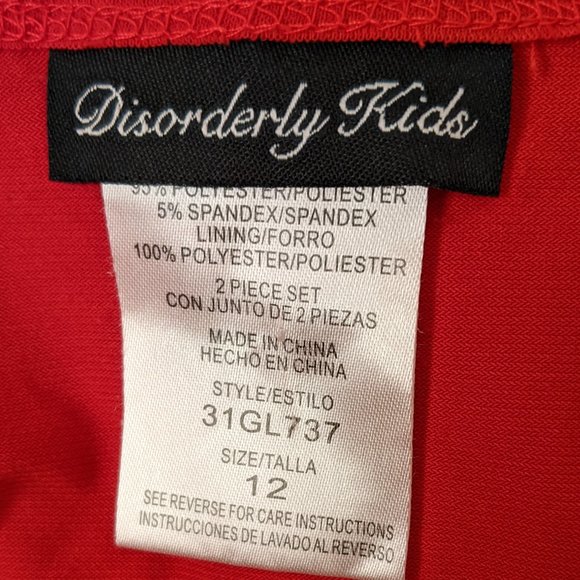 Disorderly Kids
95% POLYESTER/POLIESTER
5% SPANDEX/SPANDEX
LINING/FORRO
100% POLYESTER/POLIESTER
2 PIECE SET
CON JUNTO DE 2 PIEZAS
MADE IN CHINA
HECHO EN CHINA
STYLE/ESTILO
31GL737
SIZE/TALLA
12
SEE REVERSE FOR CARE INSTRUCTIONS
INSTRUCCIONES DE LAVADO AL REVERSO